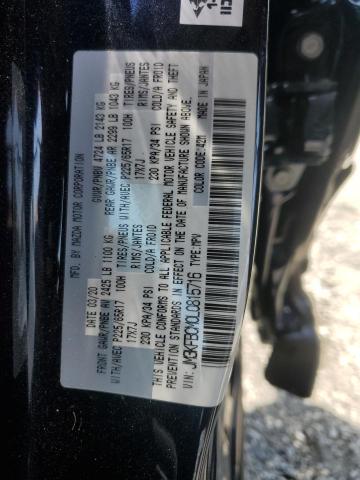 MFD. BY MAZDA MOTOR CORPORATION
DATE: 03/20 GVWR/PNBV 4724 LB 2143 KG
FRONT GAWR/PNBE AV 2425 LB 1100 KG REAR GAWR/PNBE AR 2299 LB 1043 KG
WITH/AVEC P225/65R17 100H TIRES/PNEUS WITH/AVEC P225/65R17 100H TIRES/PNEUS
17X7J RIMS/JANTES 17X7J RIMS/JANTES
230 KPA/34 PSI COLD/A FROID 230 KPA/34 PSI COLD/A FROID
THIS VEHICLE CONFORMS TO ALL APPLICABLE FEDERAL MOTOR VEHICLE SAFETY AND THEFT
PREVENTION STANDARDS IN EFFECT ON THE DATE OF MANUFACTURE SHOWN ABOVE.
VIN: JM3KFBCM0L0815716 TYPE:MPV COLOR CODE:42M MADE IN JAPAN